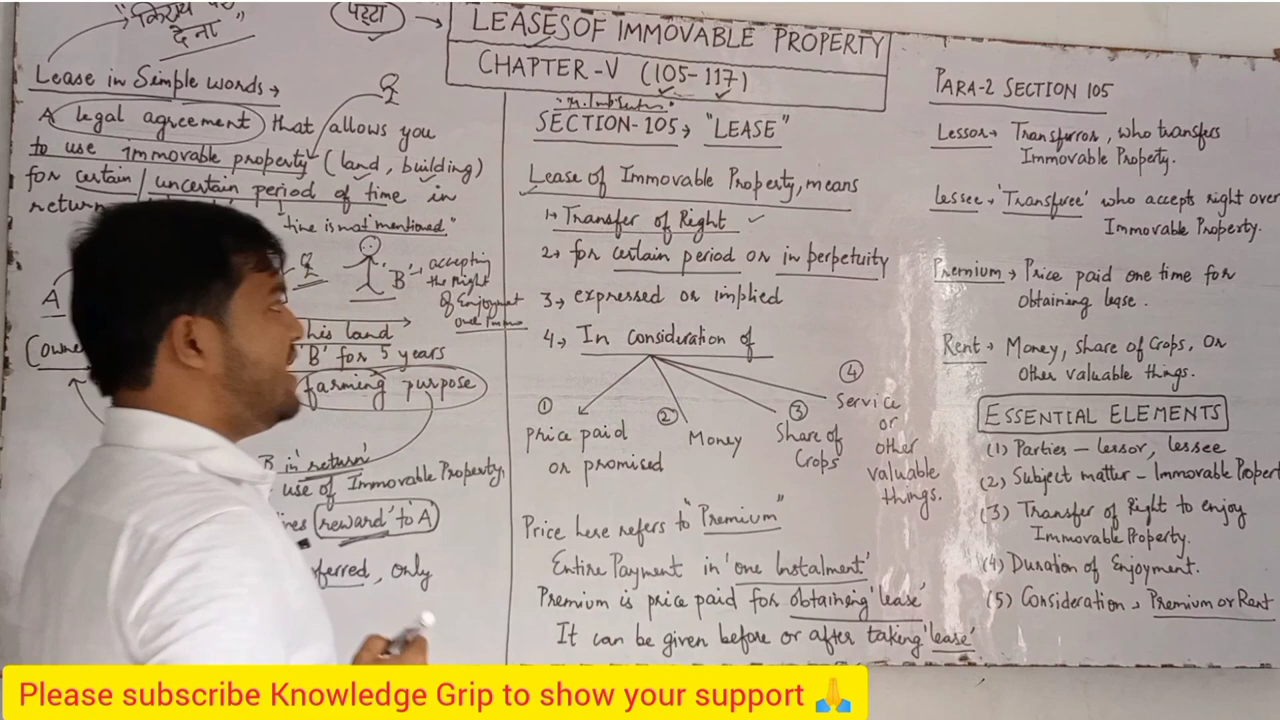 "किराये पर
देना"
पट्टा →
LEASES OF IMMOVABLE PROPERTY
CHAPTER-V (105-117)
Lease in Simple words →
A legal agreement that allows you
to use immovable property (land, building)
for certain/uncertain period of time in
return
time is not mentioned"
A
'B' → accepting
the Right
of Enjoyment
over Immo
(owne
his land
'B' for 5 years
farming purpose
B in 'return'
use of Immovable Property,
'reward' to A
ferred, only
SECTION-105 → "LEASE"
Lease of Immovable Property, means
1→ Transfer of Right
2→ for certain period or in perpetuity
3→ expressed or implied
4→ In consideration of
① Price paid
or promised
② Money
③ Share of
Crops
④ Service
or
other
valuable
things.
Price here refers to "Premium"
Entire Payment in 'one Instalment'
Premium is price paid for obtaining 'lease'
It can be given before or after taking 'lease'
PARA-2 SECTION 105
Lessor → Transferror, who transfers
Immovable Property.
Lessee → 'Transferee' who accepts right over
Immovable Property.
Premium → Price paid one time for
obtaining lease.
Rent → Money, Share of Crops, or
Other valuable things.
ESSENTIAL ELEMENTS
(1) Parties – lessor, lessee
(2) Subject matter – Immovable Propert
(3) Transfer of Right to enjoy
Immovable Property.
(4) Duration of Enjoyment.
(5) Consideration → Premium or Rent
Please subscribe Knowledge Grip to show your support 🙏